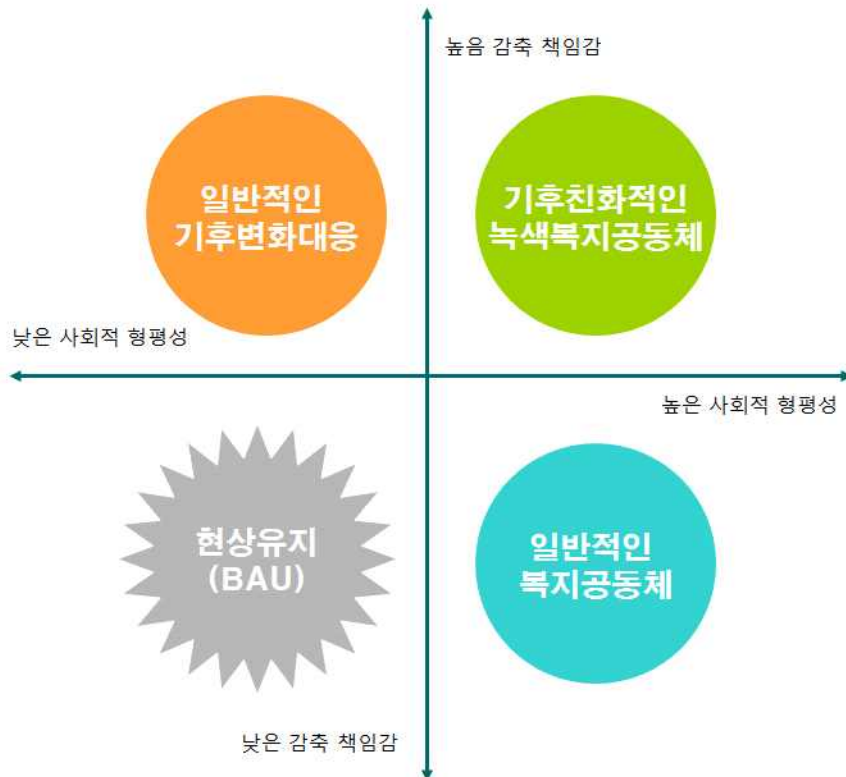 높음 감축 책임감
일반적인
기후변화대응
기후친화적인
녹색복지공동체
낮은 사회적 형평성
높은 사회적 형평성
현상유지
(BAU)
일반적인
복지공동체
낮은 감축 책임감